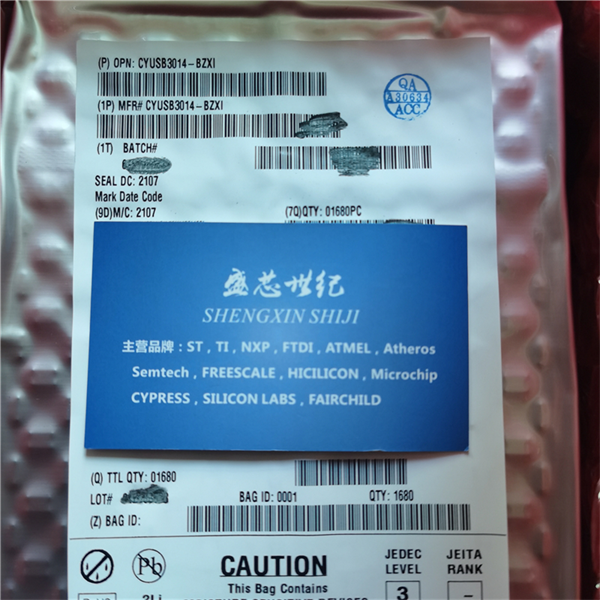 (P) OPN: CYUSB3014-BZXI
(1P) MFR# CYUSB3014-BZXI
QA
A30634
ACC.
(1T) BATCH#
SEAL DC: 2107
Mark Date Code
(9D)M/C: 2107
(7Q)QTY: 01680PC
盛芯世纪
SHENGXIN SHIJI
主营品牌：ST，TI，NXP，FTDI，ATMEL，Atheros
Semtech，FREESCALE，HICILICON，Microchip
CYPRESS，SILICON LABS，FAIRCHILD
(Q) TTL QTY: 01680
LOT#
BAG ID: 0001
QTY: 1680
(Z) BAG ID:
Pb
CAUTION
This Bag Contains
JEDEC
LEVEL
3
JEITA
RANK
–